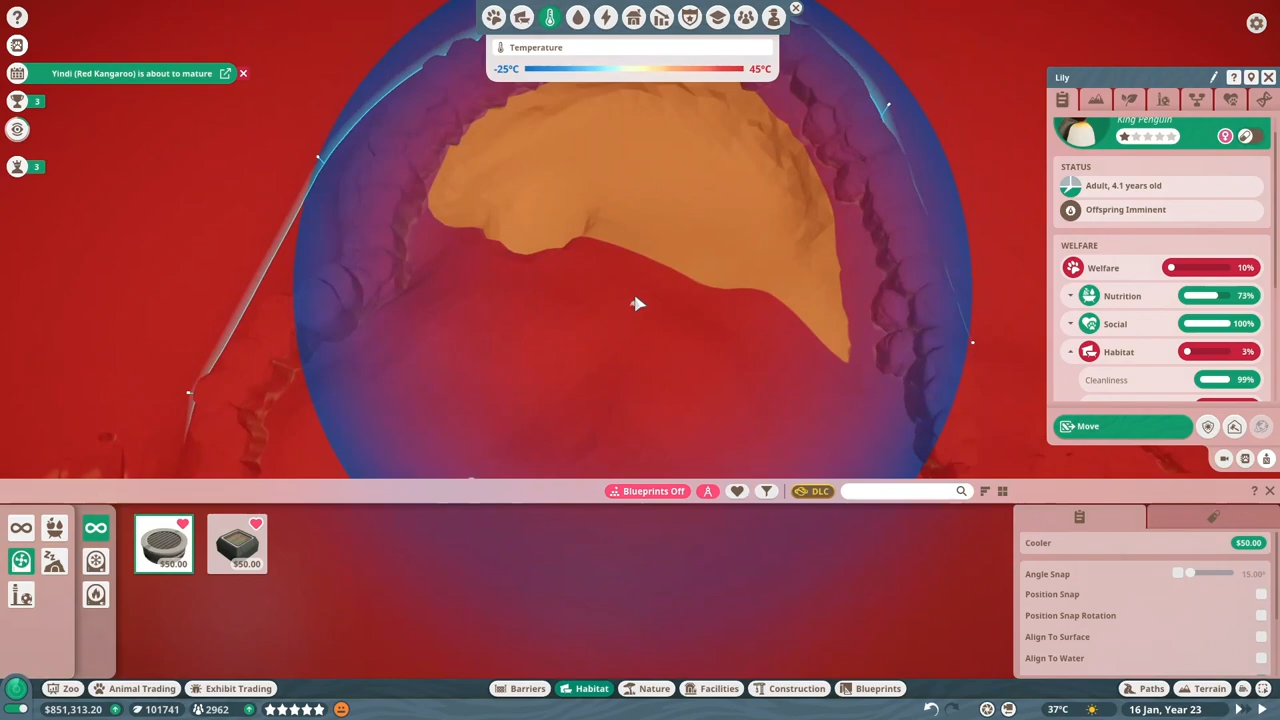 Temperature
-25°C 45°C
Yindi (Red Kangaroo) is about to mature
3
3
Lily
King Penguin
STATUS
Adult, 4.1 years old
Offspring Imminent
WELFARE
Welfare 10%
Nutrition 73%
Social 100%
Habitat 3%
Cleanliness 99%
Move
Blueprints Off
DLC
$50.00
$50.00
Cooler $50.00
Angle Snap 15.00°
Position Snap
Position Snap Rotation
Align To Surface
Align To Water
Zoo Animal Trading Exhibit Trading Barriers Habitat Nature Facilities Construction Blueprints Paths Terrain
$851,313.20 101741 2962 37°C 16 Jan, Year 23